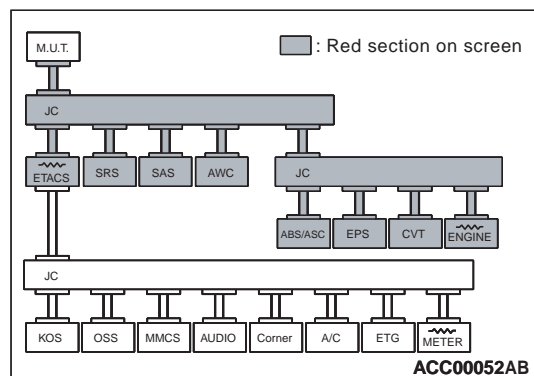 M.U.T.
: Red section on screen
JC
ETACS
SRS
SAS
AWC
JC
ABS/ASC
EPS
CVT
ENGINE
JC
KOS
OSS
MMCS
AUDIO
Corner
A/C
ETG
METER
ACC00052AB